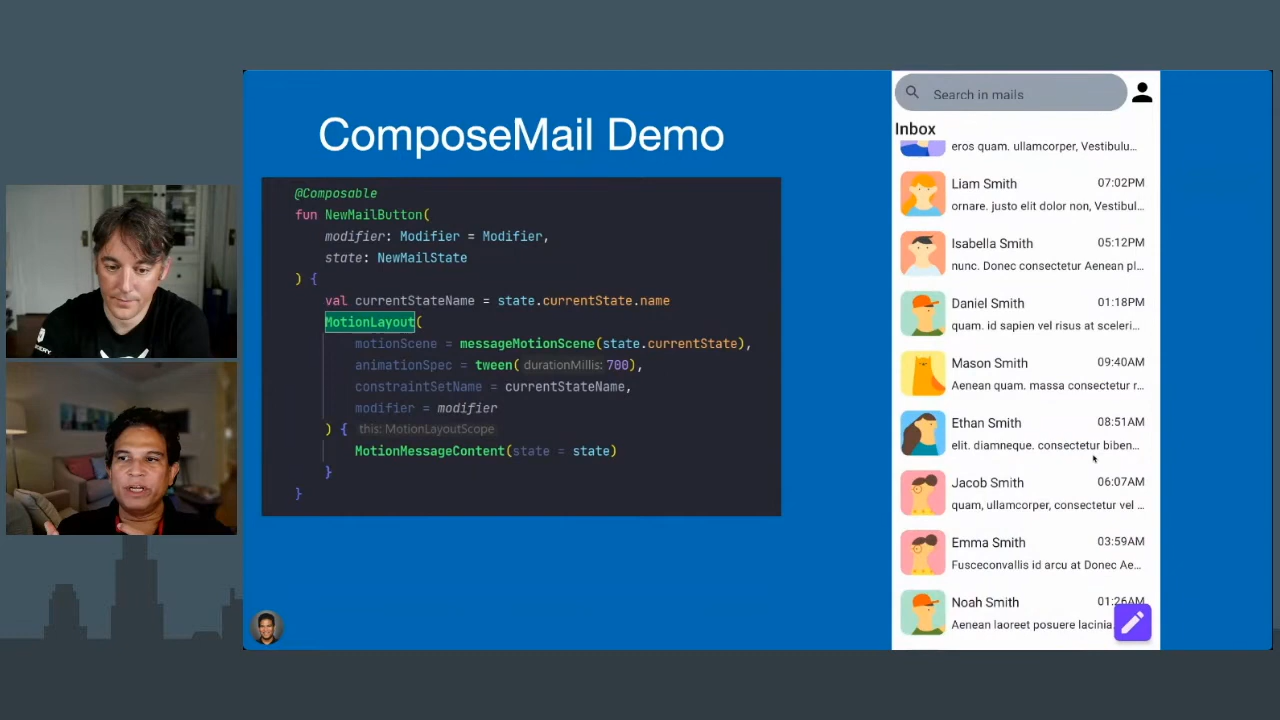 ComposeMail Demo
@Composable
fun NewMailButton(
modifier: Modifier = Modifier,
state: NewMailState
) {
val currentStateName = state.currentState.name
MotionLayout(
motionScene = messageMotionScene(state.currentState),
animationSpec = tween( durationMillis: 700),
constraintSetName = currentStateName,
modifier = modifier
) { this: MotionLayoutScope
MotionMessageContent(state = state)
}
}
Search in mails
Inbox
eros quam. ullamcorper, Vestibulu...
Liam Smith 07:02PM
ornare. justo elit dolor non, Vestibul...
Isabella Smith 05:12PM
nunc. Donec consectetur Aenean pl...
Daniel Smith 01:18PM
quam. id sapien vel risus at sceleri...
Mason Smith 09:40AM
Aenean quam. massa consectetur r...
Ethan Smith 08:51AM
elit. diamneque. consectetur biben...
Jacob Smith 06:07AM
quam, ullamcorper, consectetur vel ...
Emma Smith 03:59AM
Fusceconvallis id arcu at Donec Ae...
Noah Smith 01:26AM
Aenean laoreet posuere lacinia